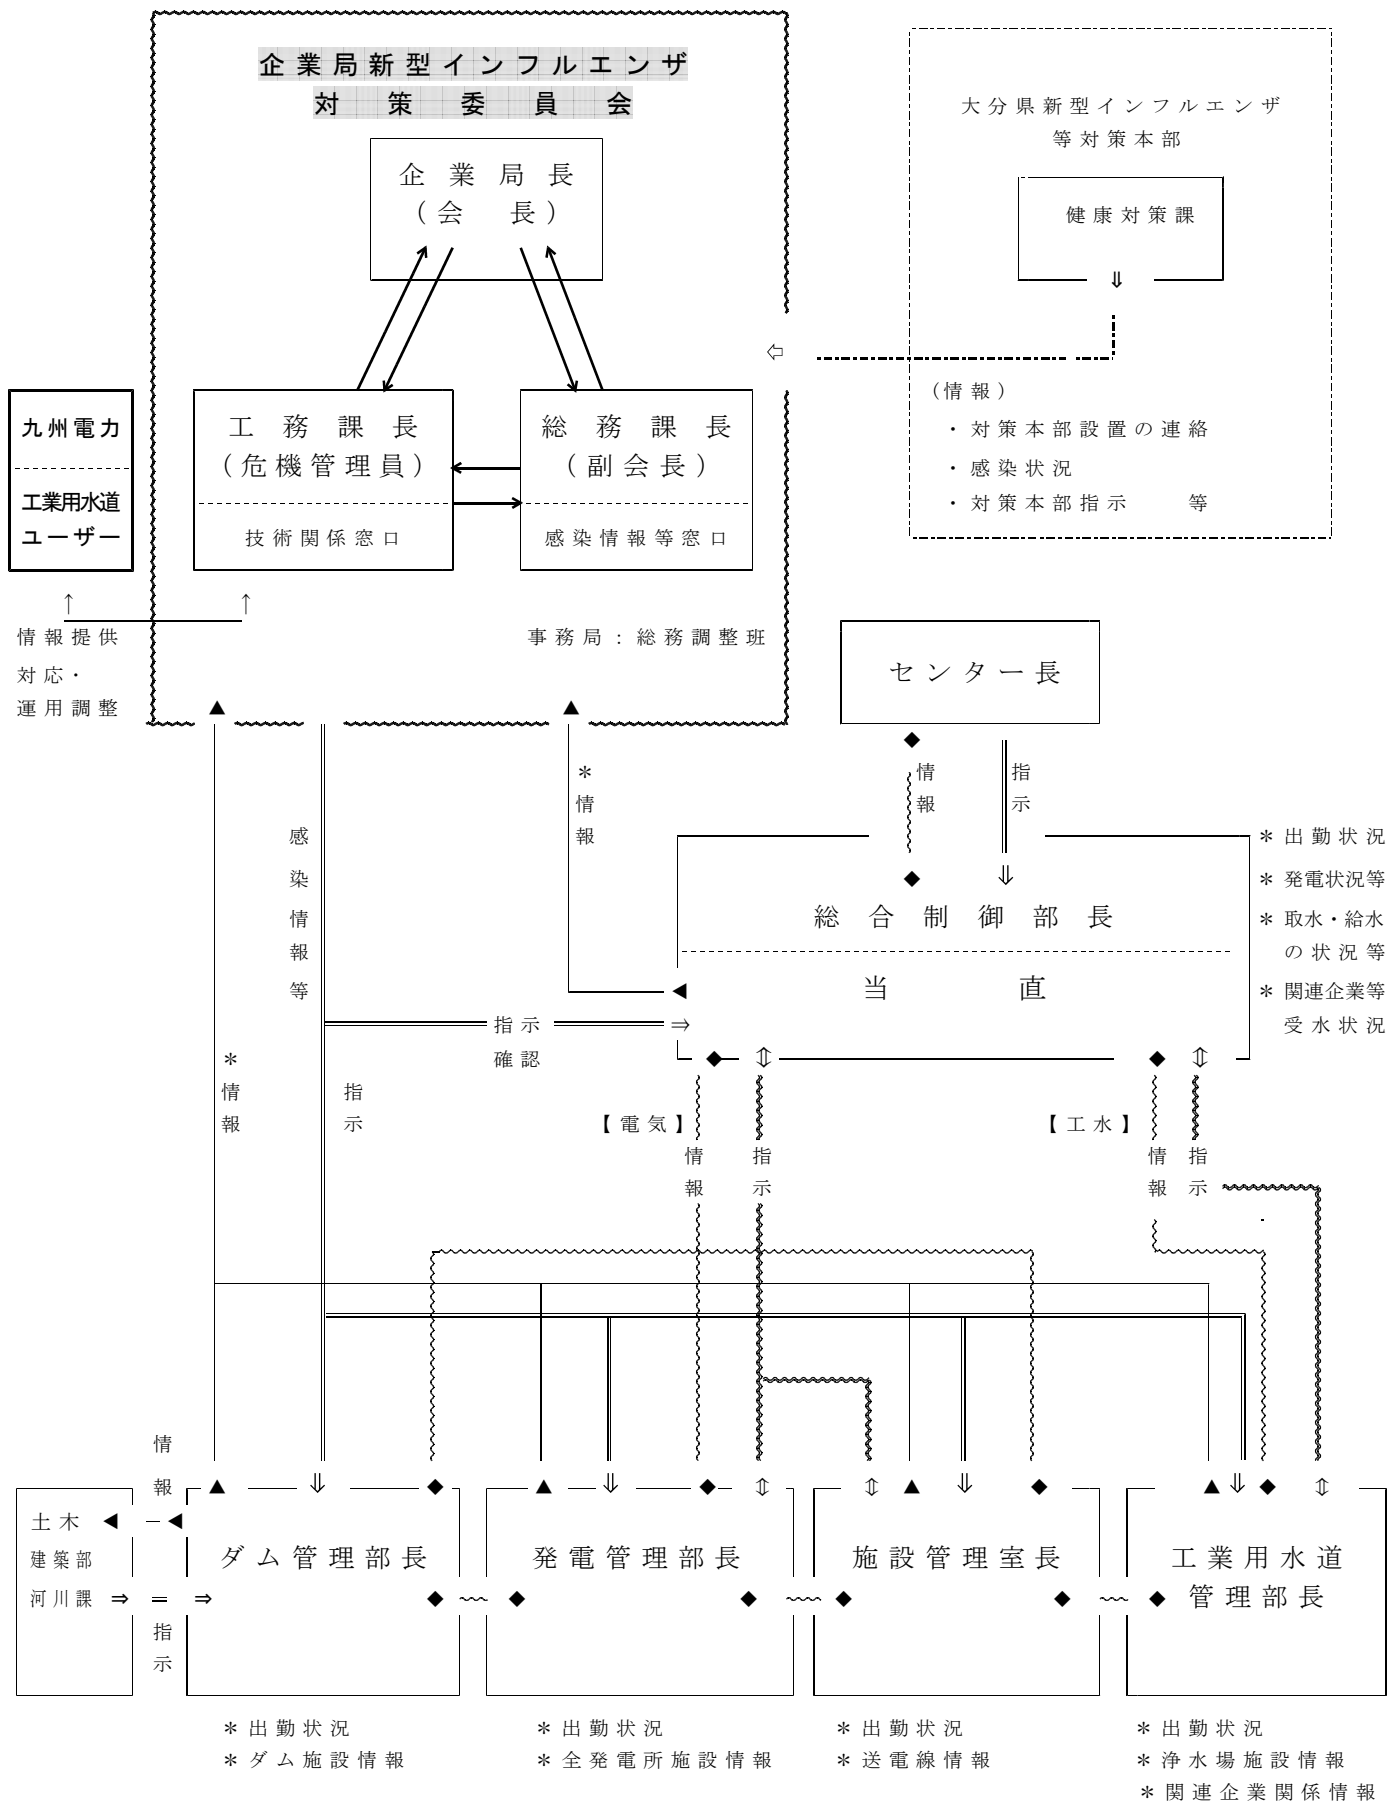 企業局新型インフルエンザ
対策委員会
企業局長
（会　長）
工務課長
（危機管理員）
技術関係窓口
総務課長
（副会長）
感染情報等窓口
事務局：総務調整班
大分県新型インフルエンザ
等対策本部
健康対策課
（情報）
・対策本部設置の連絡
・感染状況
・対策本部指示　等
九州電力
工業用水道
ユーザー
情報提供
対応・
運用調整
センター長
情報
指示
＊情報
感染情報等
総合制御部長
当直
＊出勤状況
＊発電状況等
＊取水・給水
の状況等
＊関連企業等
受水状況
指示
確認
＊情報
指示
【電気】
【工水】
情報
指示
情報
指示
情報
土木
建築部
河川課
指示
ダム管理部長
発電管理部長
施設管理室長
工業用水道
管理部長
＊出勤状況
＊ダム施設情報
＊出勤状況
＊全発電所施設情報
＊出勤状況
＊送電線情報
＊出勤状況
＊浄水場施設情報
＊関連企業関係情報